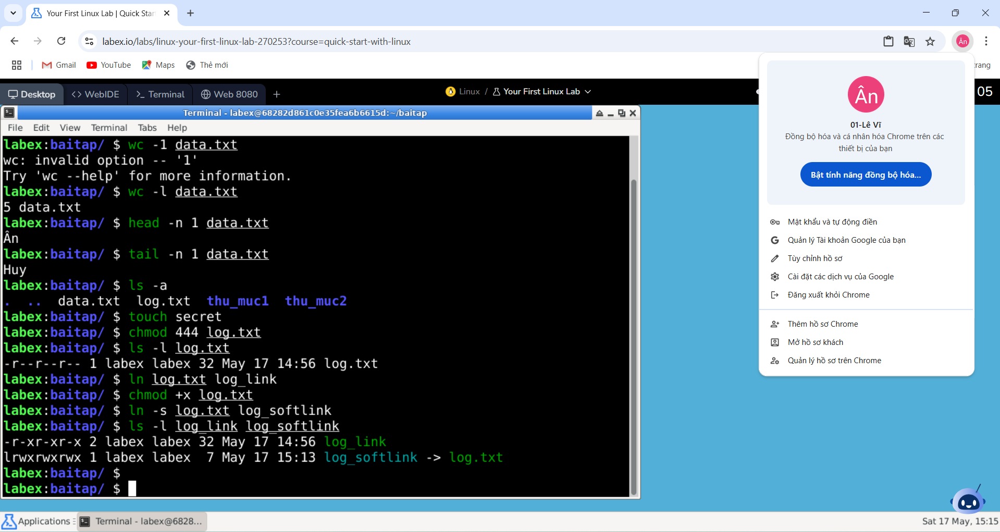 Your First Linux Lab | Quick Star
labex.io/labs/linux-your-first-linux-lab-270253?course=quick-start-with-linux
Ân
Gmail
YouTube
Maps
Thẻ mới
trang
Desktop
WebIDE
Terminal
Web 8080
Linux / Your First Linux Lab
05
Terminal - labex@68282d861c0e35fea6b6615d:~/baitap
File Edit View Terminal Tabs Help
labex:baitap/ $ wc -1 data.txt
wc: invalid option -- '1'
Try 'wc --help' for more information.
labex:baitap/ $ wc -l data.txt
5 data.txt
labex:baitap/ $ head -n 1 data.txt
Ân
labex:baitap/ $ tail -n 1 data.txt
Huy
labex:baitap/ $ ls -a
. .. data.txt log.txt thu_muc1 thu_muc2
labex:baitap/ $ touch secret
labex:baitap/ $ chmod 444 log.txt
labex:baitap/ $ ls -l log.txt
-r--r--r-- 1 labex labex 32 May 17 14:56 log.txt
labex:baitap/ $ ln log.txt log_link
labex:baitap/ $ chmod +x log.txt
labex:baitap/ $ ln -s log.txt log_softlink
labex:baitap/ $ ls -l log_link log_softlink
-r-xr-xr-x 2 labex labex 32 May 17 14:56 log_link
lrwxrwxrwx 1 labex labex 7 May 17 15:13 log_softlink -> log.txt
labex:baitap/ $
labex:baitap/ $
Ân
01-Lê Vĩ
Đồng bộ hóa và cá nhân hóa Chrome trên các
thiết bị của bạn
Bật tính năng đồng bộ hóa...
Mật khẩu và tự động điền
Quản lý Tài khoản Google của bạn
Tùy chỉnh hồ sơ
Cài đặt các dịch vụ của Google
Đăng xuất khỏi Chrome
Thêm hồ sơ Chrome
Mở hồ sơ khách
Quản lý hồ sơ trên Chrome
Applications
Terminal - labex@6828...
Sat 17 May, 15:15